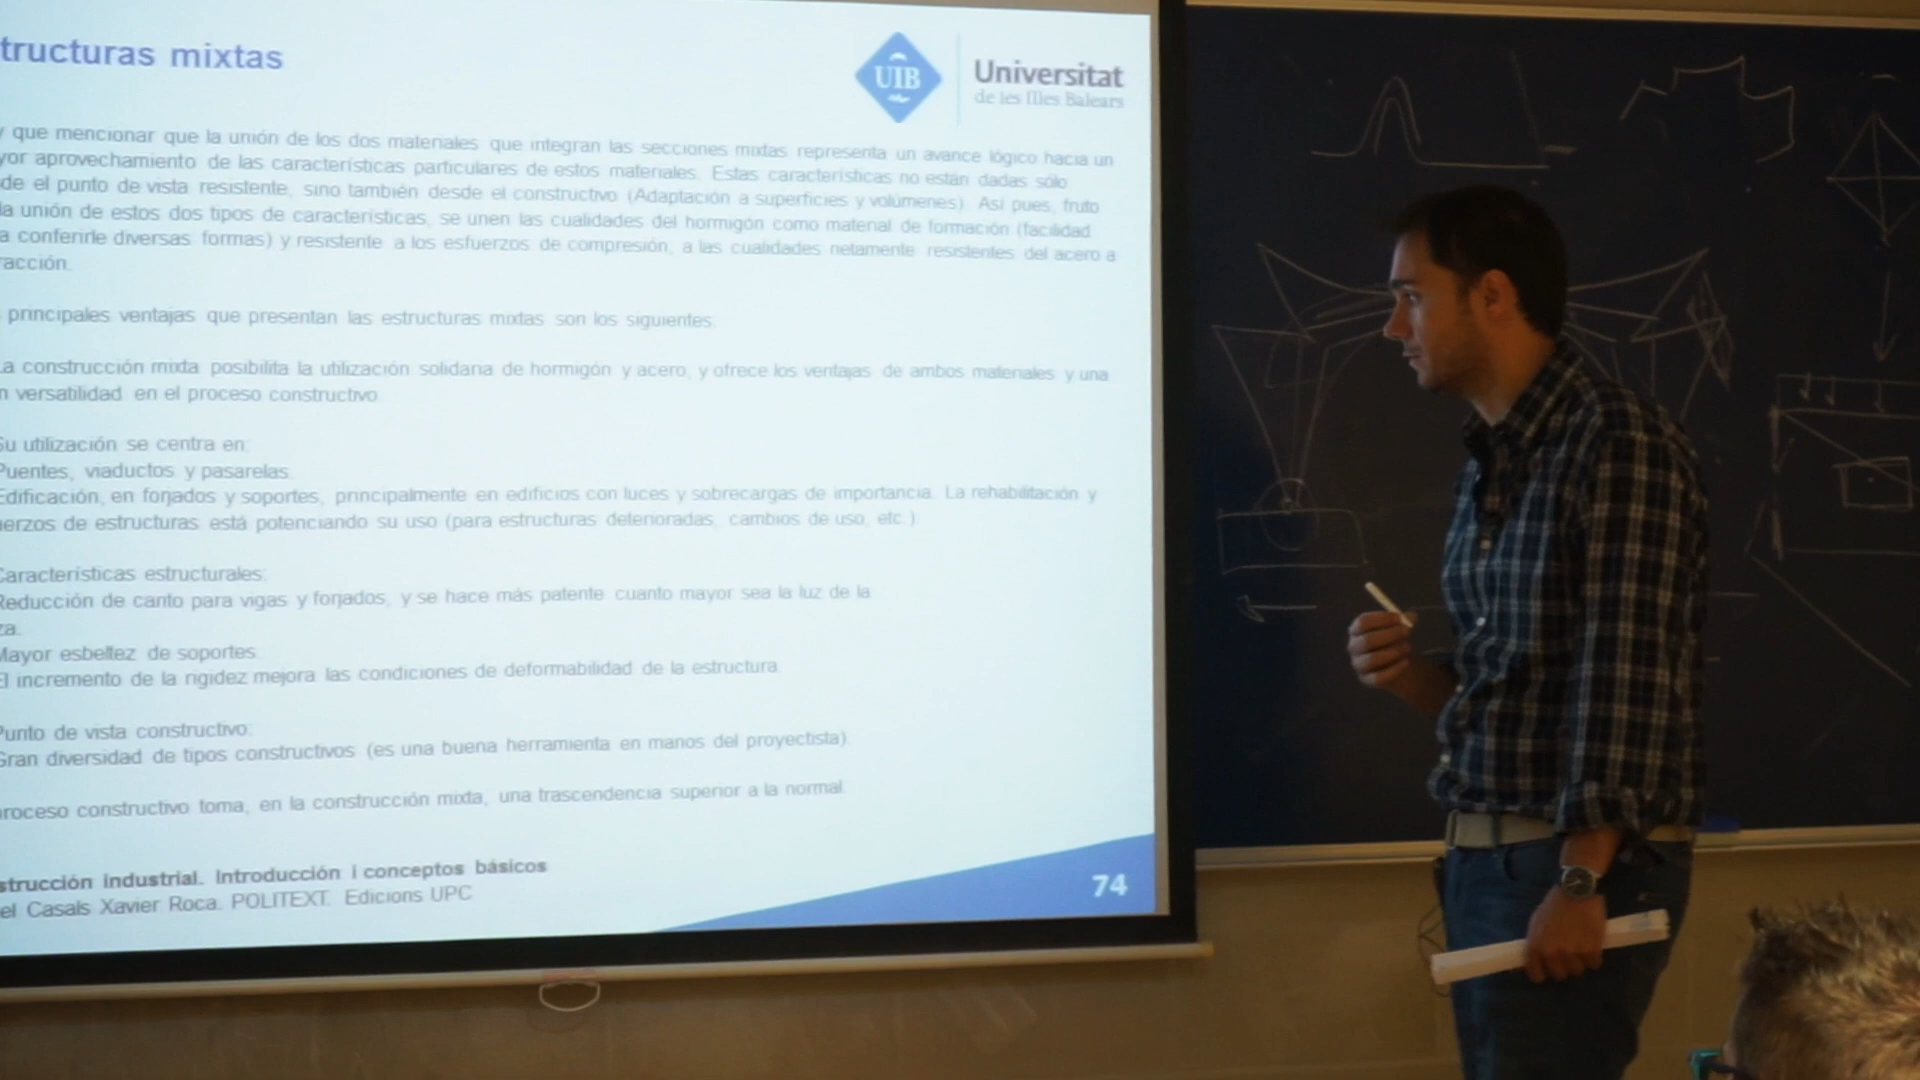 tructuras mixtas
UIB
Universitat
de les Illes Balears
y que mencionar que la unión de los dos materiales que integran las secciones mixtas representa un avance lógico hacia un
yor aprovechamiento de las características particulares de estos materiales. Estas características no están dadas sólo
de el punto de vista resistente, sino también desde el constructivo (Adaptación a superficies y volúmenes). Así pues, fruto
la unión de estos dos tipos de características, se unen las cualidades del hormigón como material de formación (facilidad
a conferirle diversas formas) y resistente a los esfuerzos de compresión, a las cualidades netamente resistentes del acero a
racción.
principales ventajas que presentan las estructuras mixtas son los siguientes:
La construcción mixta posibilita la utilización solidaria de hormigón y acero, y ofrece los ventajas de ambos materiales y una
n versatilidad en el proceso constructivo
Su utilización se centra en:
Puentes, viaductos y pasarelas.
Edificación, en forjados y soportes, principalmente en edificios con luces y sobrecargas de importancia. La rehabilitación y
uerzos de estructuras está potenciando su uso (para estructuras deterioradas, cambios de uso, etc.)
Características estructurales:
Reducción de canto para vigas y forjados, y se hace más patente cuanto mayor sea la luz de la
za.
Mayor esbeltez de soportes
El incremento de la rigidez mejora las condiciones de deformabilidad de la estructura.
Punto de vista constructivo:
Gran diversidad de tipos constructivos (es una buena herramienta en manos del proyectista).
proceso constructivo toma, en la construcción mixta, una trascendencia superior a la normal.
strucción industrial. Introducción i conceptos básicos
el Casals Xavier Roca. POLITEXT. Edicions UPC
74